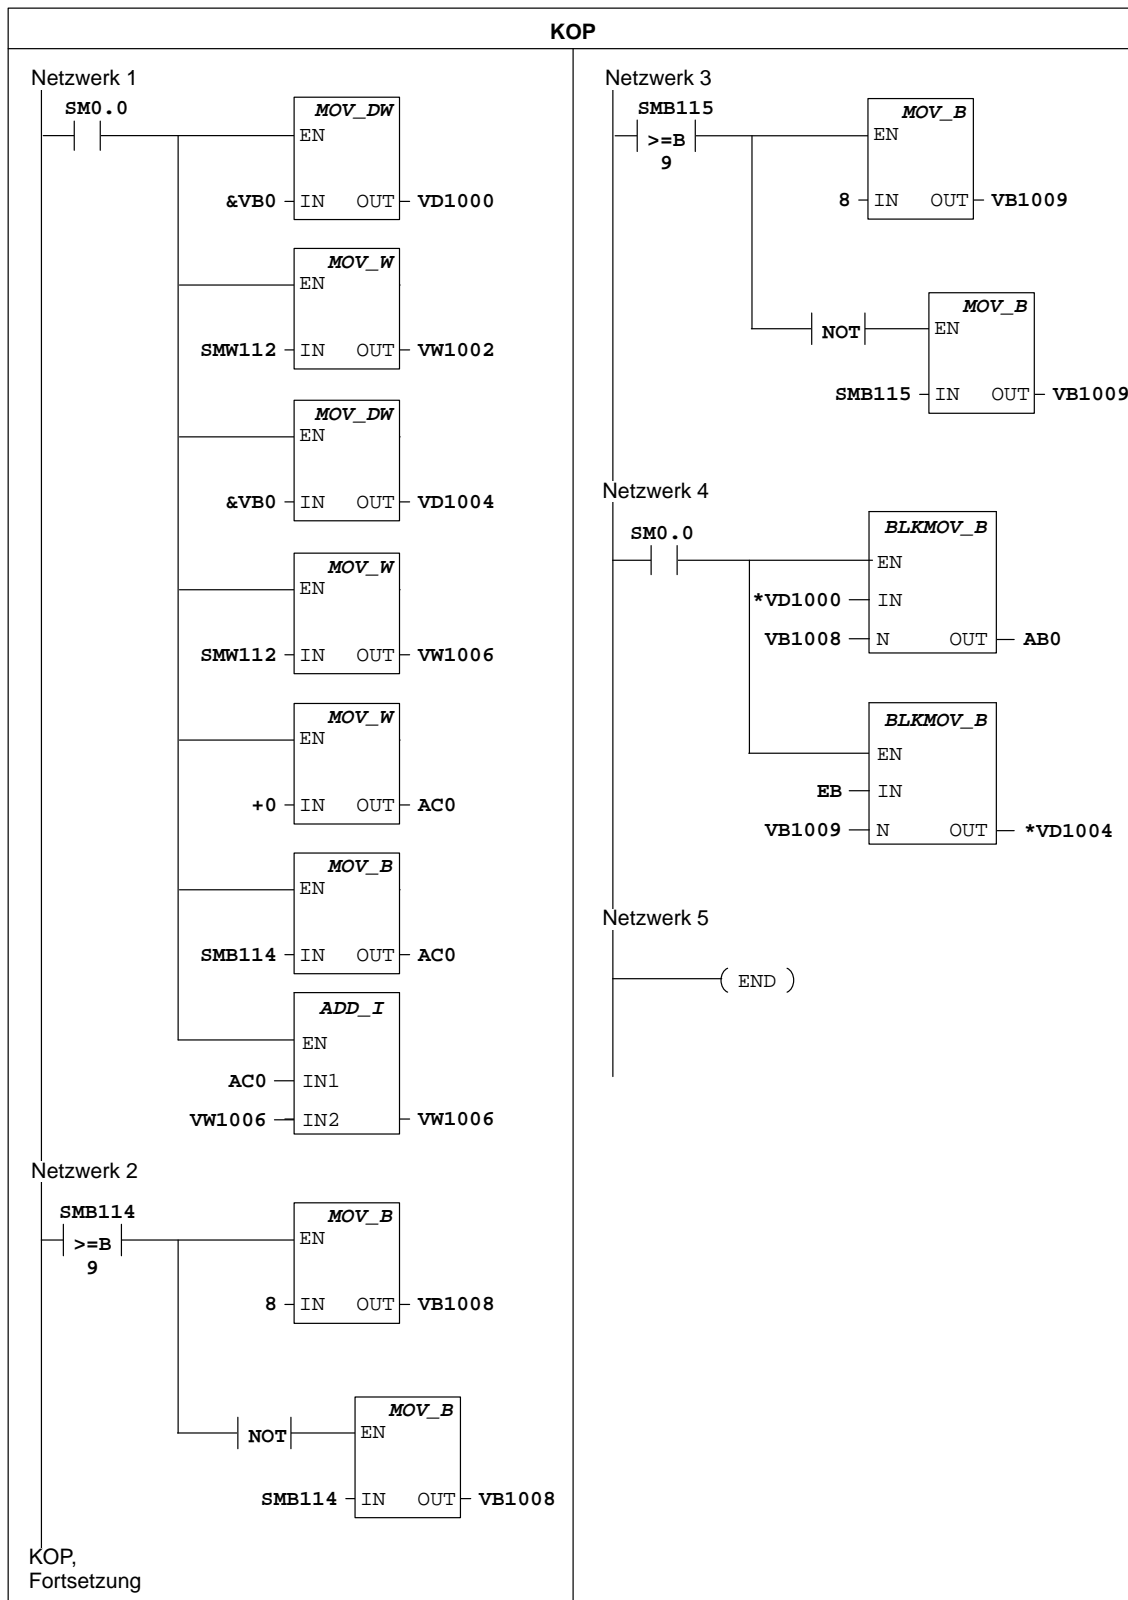 KOP
Netzwerk 1
SM0.0
MOV_DW
EN
&VB0 IN OUT VD1000
MOV_W
EN
SMW112 IN OUT VW1002
MOV_DW
EN
&VB0 IN OUT VD1004
MOV_W
EN
SMW112 IN OUT VW1006
MOV_W
EN
+0 IN OUT AC0
MOV_B
EN
SMB114 IN OUT AC0
ADD_I
EN
AC0 IN1
VW1006 IN2 VW1006
Netzwerk 2
SMB114
>=B
9
MOV_B
EN
8 IN OUT VB1008
NOT
MOV_B
EN
SMB114 IN OUT VB1008
KOP,
Fortsetzung
Netzwerk 3
SMB115
>=B
9
MOV_B
EN
8 IN OUT VB1009
NOT
MOV_B
EN
SMB115 IN OUT VB1009
Netzwerk 4
SM0.0
BLKMOV_B
EN
*VD1000 IN
VB1008 N OUT AB0
BLKMOV_B
EN
EB IN
VB1009 N OUT *VD1004
Netzwerk 5
( END )